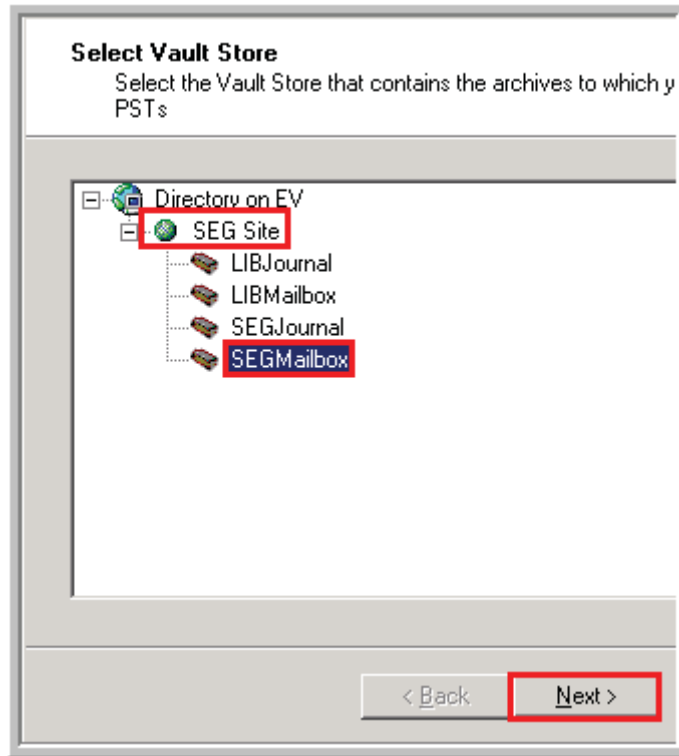 Select Vault Store
Select the Vault Store that contains the archives to which y
PSTs
Directory on EV
SEG Site
LIBJournal
LIBMailbox
SEGJournal
SEGMailbox
< Back
Next >